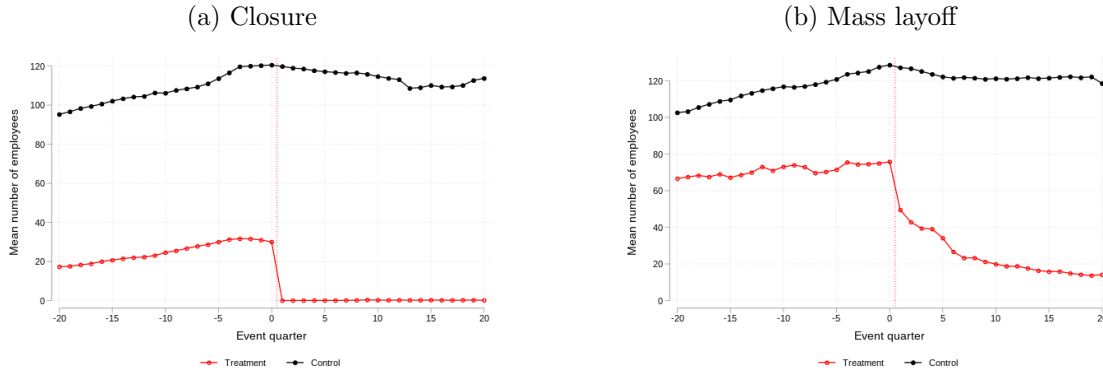 (a) Closure
Mean number of employees
120
100
80
60
40
20
0
-20 -15 -10 -5 0 5 10 15 20
Event quarter
Treatment Control
(b) Mass layoff
Mean number of employees
120
100
80
60
40
20
0
-20 -15 -10 -5 0 5 10 15 20
Event quarter
Treatment Control